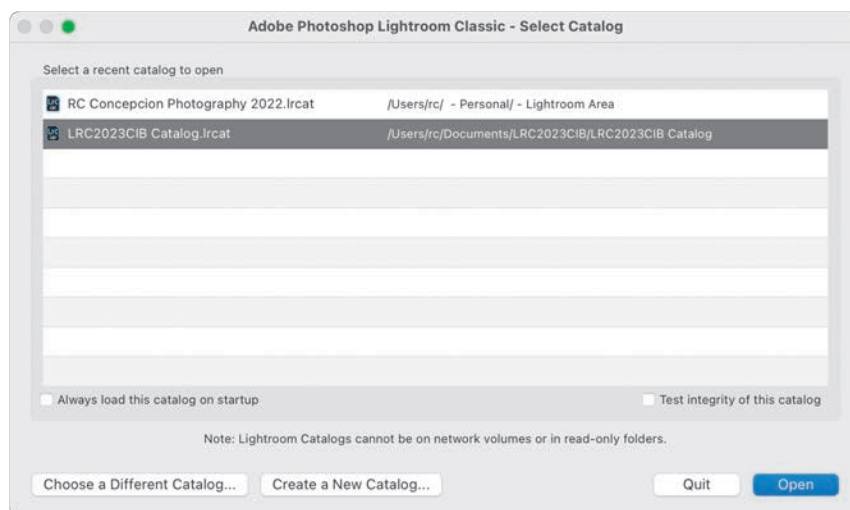 Adobe Photoshop Lightroom Classic - Select Catalog
Select a recent catalog to open
RC Concepcion Photography 2022.lrcat /Users/rc/ - Personal/ - Lightroom Area
LRC2023CIB Catalog.lrcat /Users/rc/Documents/LRC2023CIB/LRC2023CIB Catalog
Always load this catalog on startup Test integrity of this catalog
Note: Lightroom Catalogs cannot be on network volumes or in read-only folders.
Choose a Different Catalog... Create a New Catalog... Quit Open